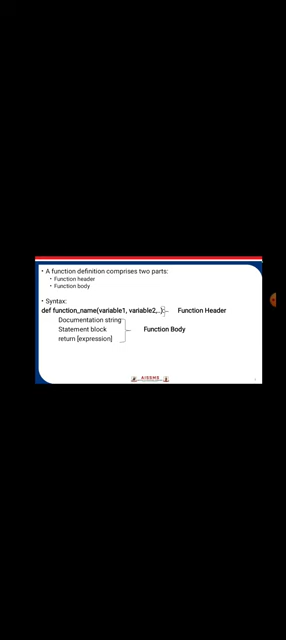 • A function definition comprises two parts:
• Function header
• Function body
• Syntax:
def function_name(variable1, variable2,..): Function Header
Documentation string
Statement block Function Body
return [expression]
AISSMS